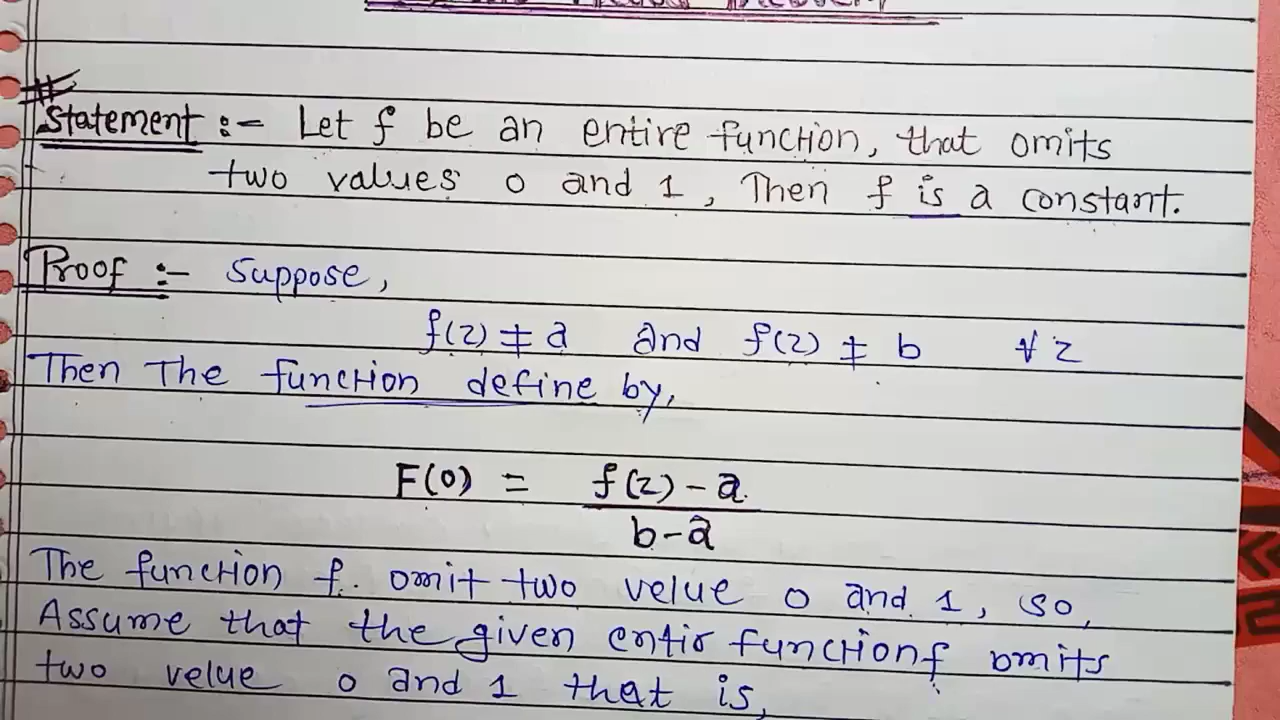 Statement :- Let f be an entire function, that omits
two values 0 and 1, Then f is a constant.
Proof :- Suppose,
f(z) ≠ a and f(z) ≠ b ∀ z
Then The function define by,
F(0) = f(z) - a
b - a
The function f. omit two velue 0 and 1, so,
Assume that the given entir function f omits
two velue 0 and 1 that is,